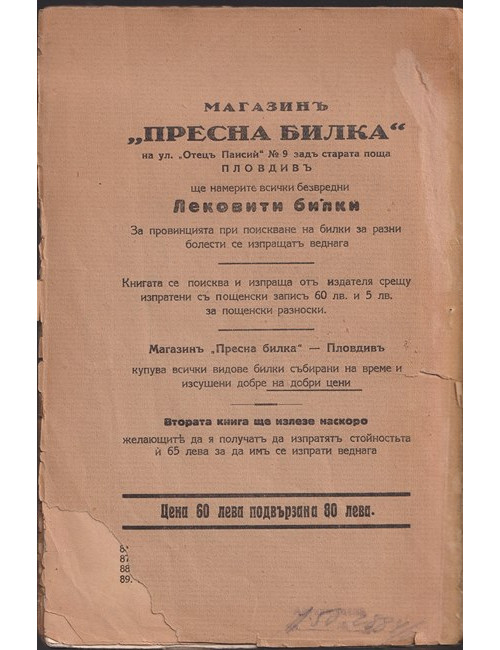 МАГАЗИНЪ
„ПРЕСНА БИЛКА“
на ул. „Отецъ Паисий“ № 9 задъ старата поща
ПЛОВДИВЪ
ще намерите всички безвредни
Лековити билки
За провинцията при поискване на билки за разни
болести се изпращатъ веднага
Книгата се поисква и изпраща отъ издателя срещу
изпратени съ пощенски записъ 60 лв. и 5 лв.
за пощенски разноски.
Магазинъ „Пресна билка“ — Пловдивъ
купува всички видове билки събирани на време и
изсушени добре на добри цени
Втората книга ще излезе наскоро
желающитѣ да я получатъ да изпратятъ стойностьта
ѝ 65 лева за да имъ се изпрати веднага
Цена 60 лева подвързана 80 лева.
87
88
89.